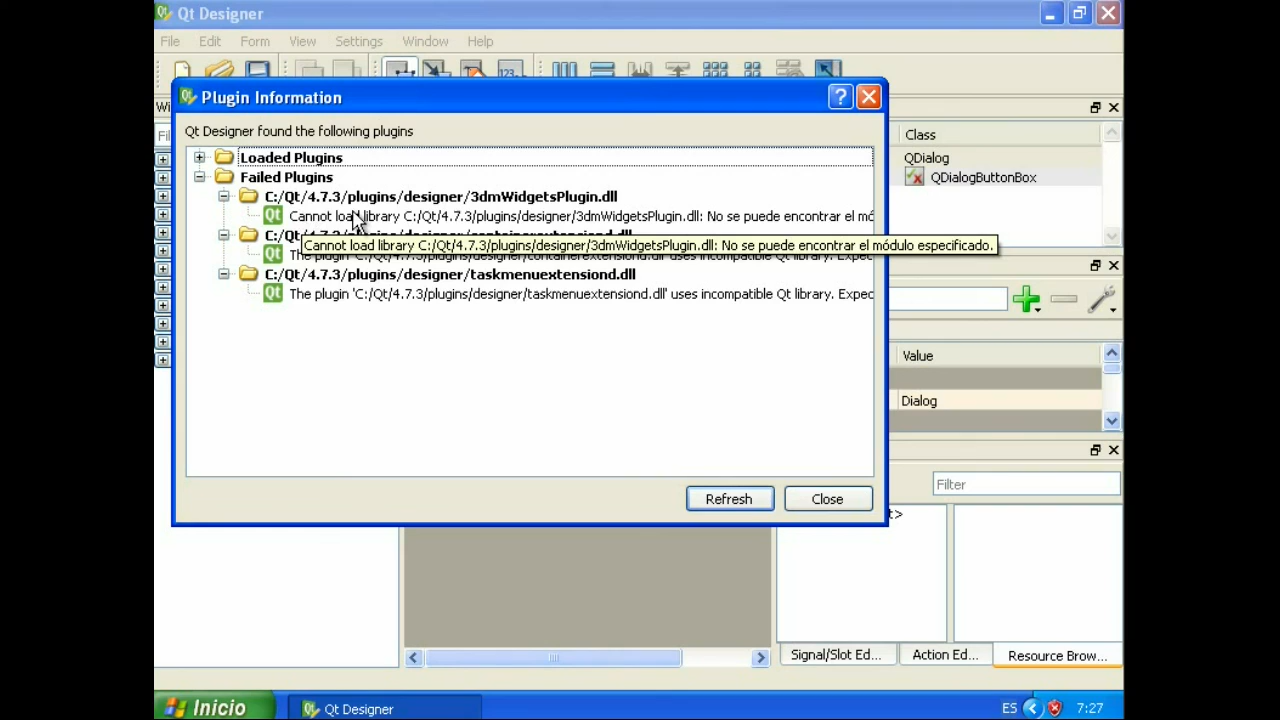 Qt Designer
File Edit Form View Settings Window Help
Plugin Information
Qt Designer found the following plugins
Loaded Plugins
Failed Plugins
C:/Qt/4.7.3/plugins/designer/3dmWidgetsPlugin.dll
Cannot load library C:/Qt/4.7.3/plugins/designer/3dmWidgetsPlugin.dll: No se puede encontrar el mó
Cannot load library C:/Qt/4.7.3/plugins/designer/3dmWidgetsPlugin.dll: No se puede encontrar el módulo especificado.
C:/Qt/4.7.3/plugins/designer/taskmenuextensiond.dll
The plugin 'C:/Qt/4.7.3/plugins/designer/taskmenuextensiond.dll' uses incompatible Qt library. Expec
Refresh Close
Wi
Fil
Class
QDialog
QDialogButtonBox
Value
Dialog
Filter
t>
Signal/Slot Ed... Action Ed... Resource Brow...
Inicio Qt Designer ES 7:27